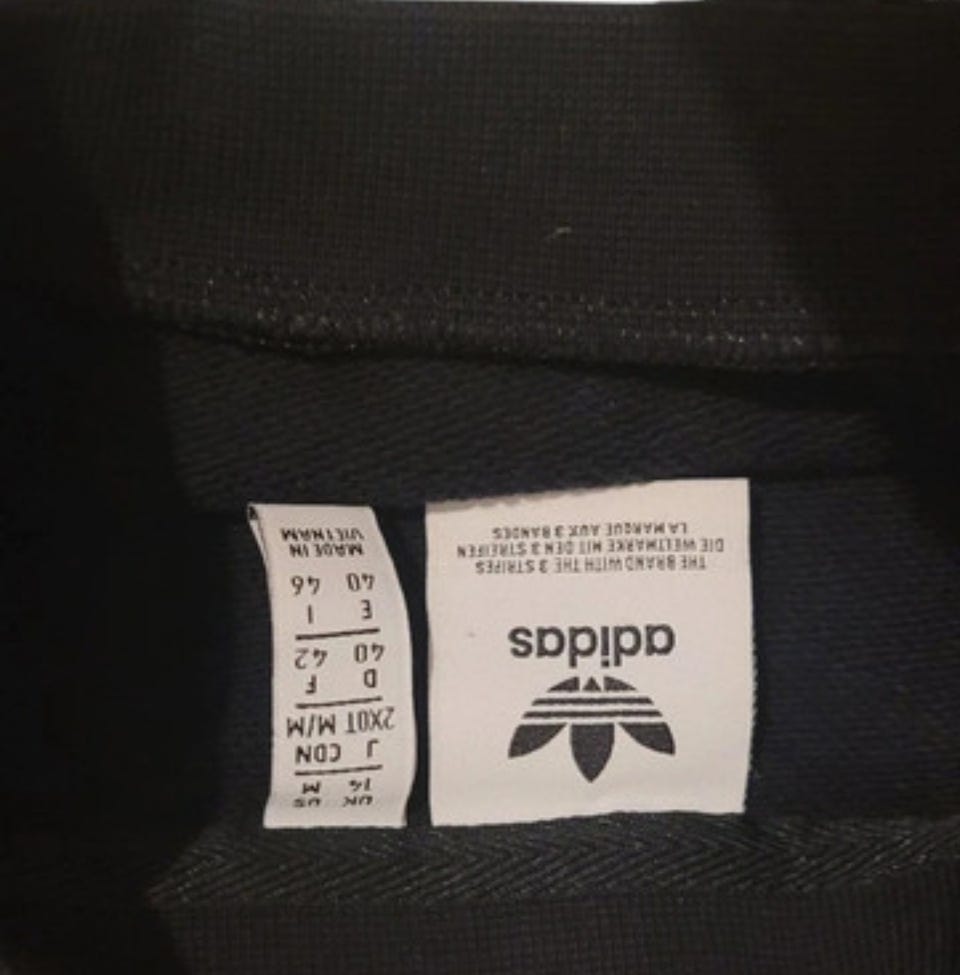 adidas
THE BRAND WITH THE 3 STRIPES
DIE WELTMARKE MIT DEN 3 STREIFEN
LA MARQUE AUX 3 BANDES
UK US
14 M
J CDN
2XOT M/M
D F
40 42
E I
40 46
MADE IN
VIETNAM